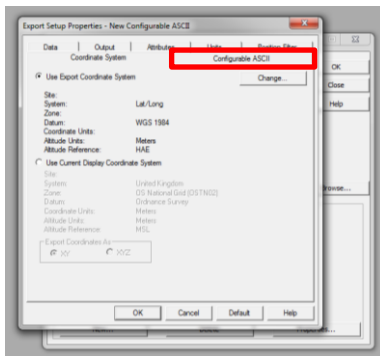 Export Setup Properties - New Configurable ASCII
Data Output Attributes Units Position Filter
Coordinate System Configurable ASCII
Use Export Coordinate System Change...
Site:
System: Lat/Long
Zone:
Datum: WGS 1984
Coordinate Units:
Altitude Units: Meters
Altitude Reference: HAE
Use Current Display Coordinate System
Site:
System: United Kingdom
Zone: OS National Grid (OSTN02)
Datum: Ordnance Survey
Coordinate Units: Meters
Altitude Units: Meters
Altitude Reference: MSL
Export Coordinates As
XY XYZ
OK Cancel Default Help
OK
Close
Help